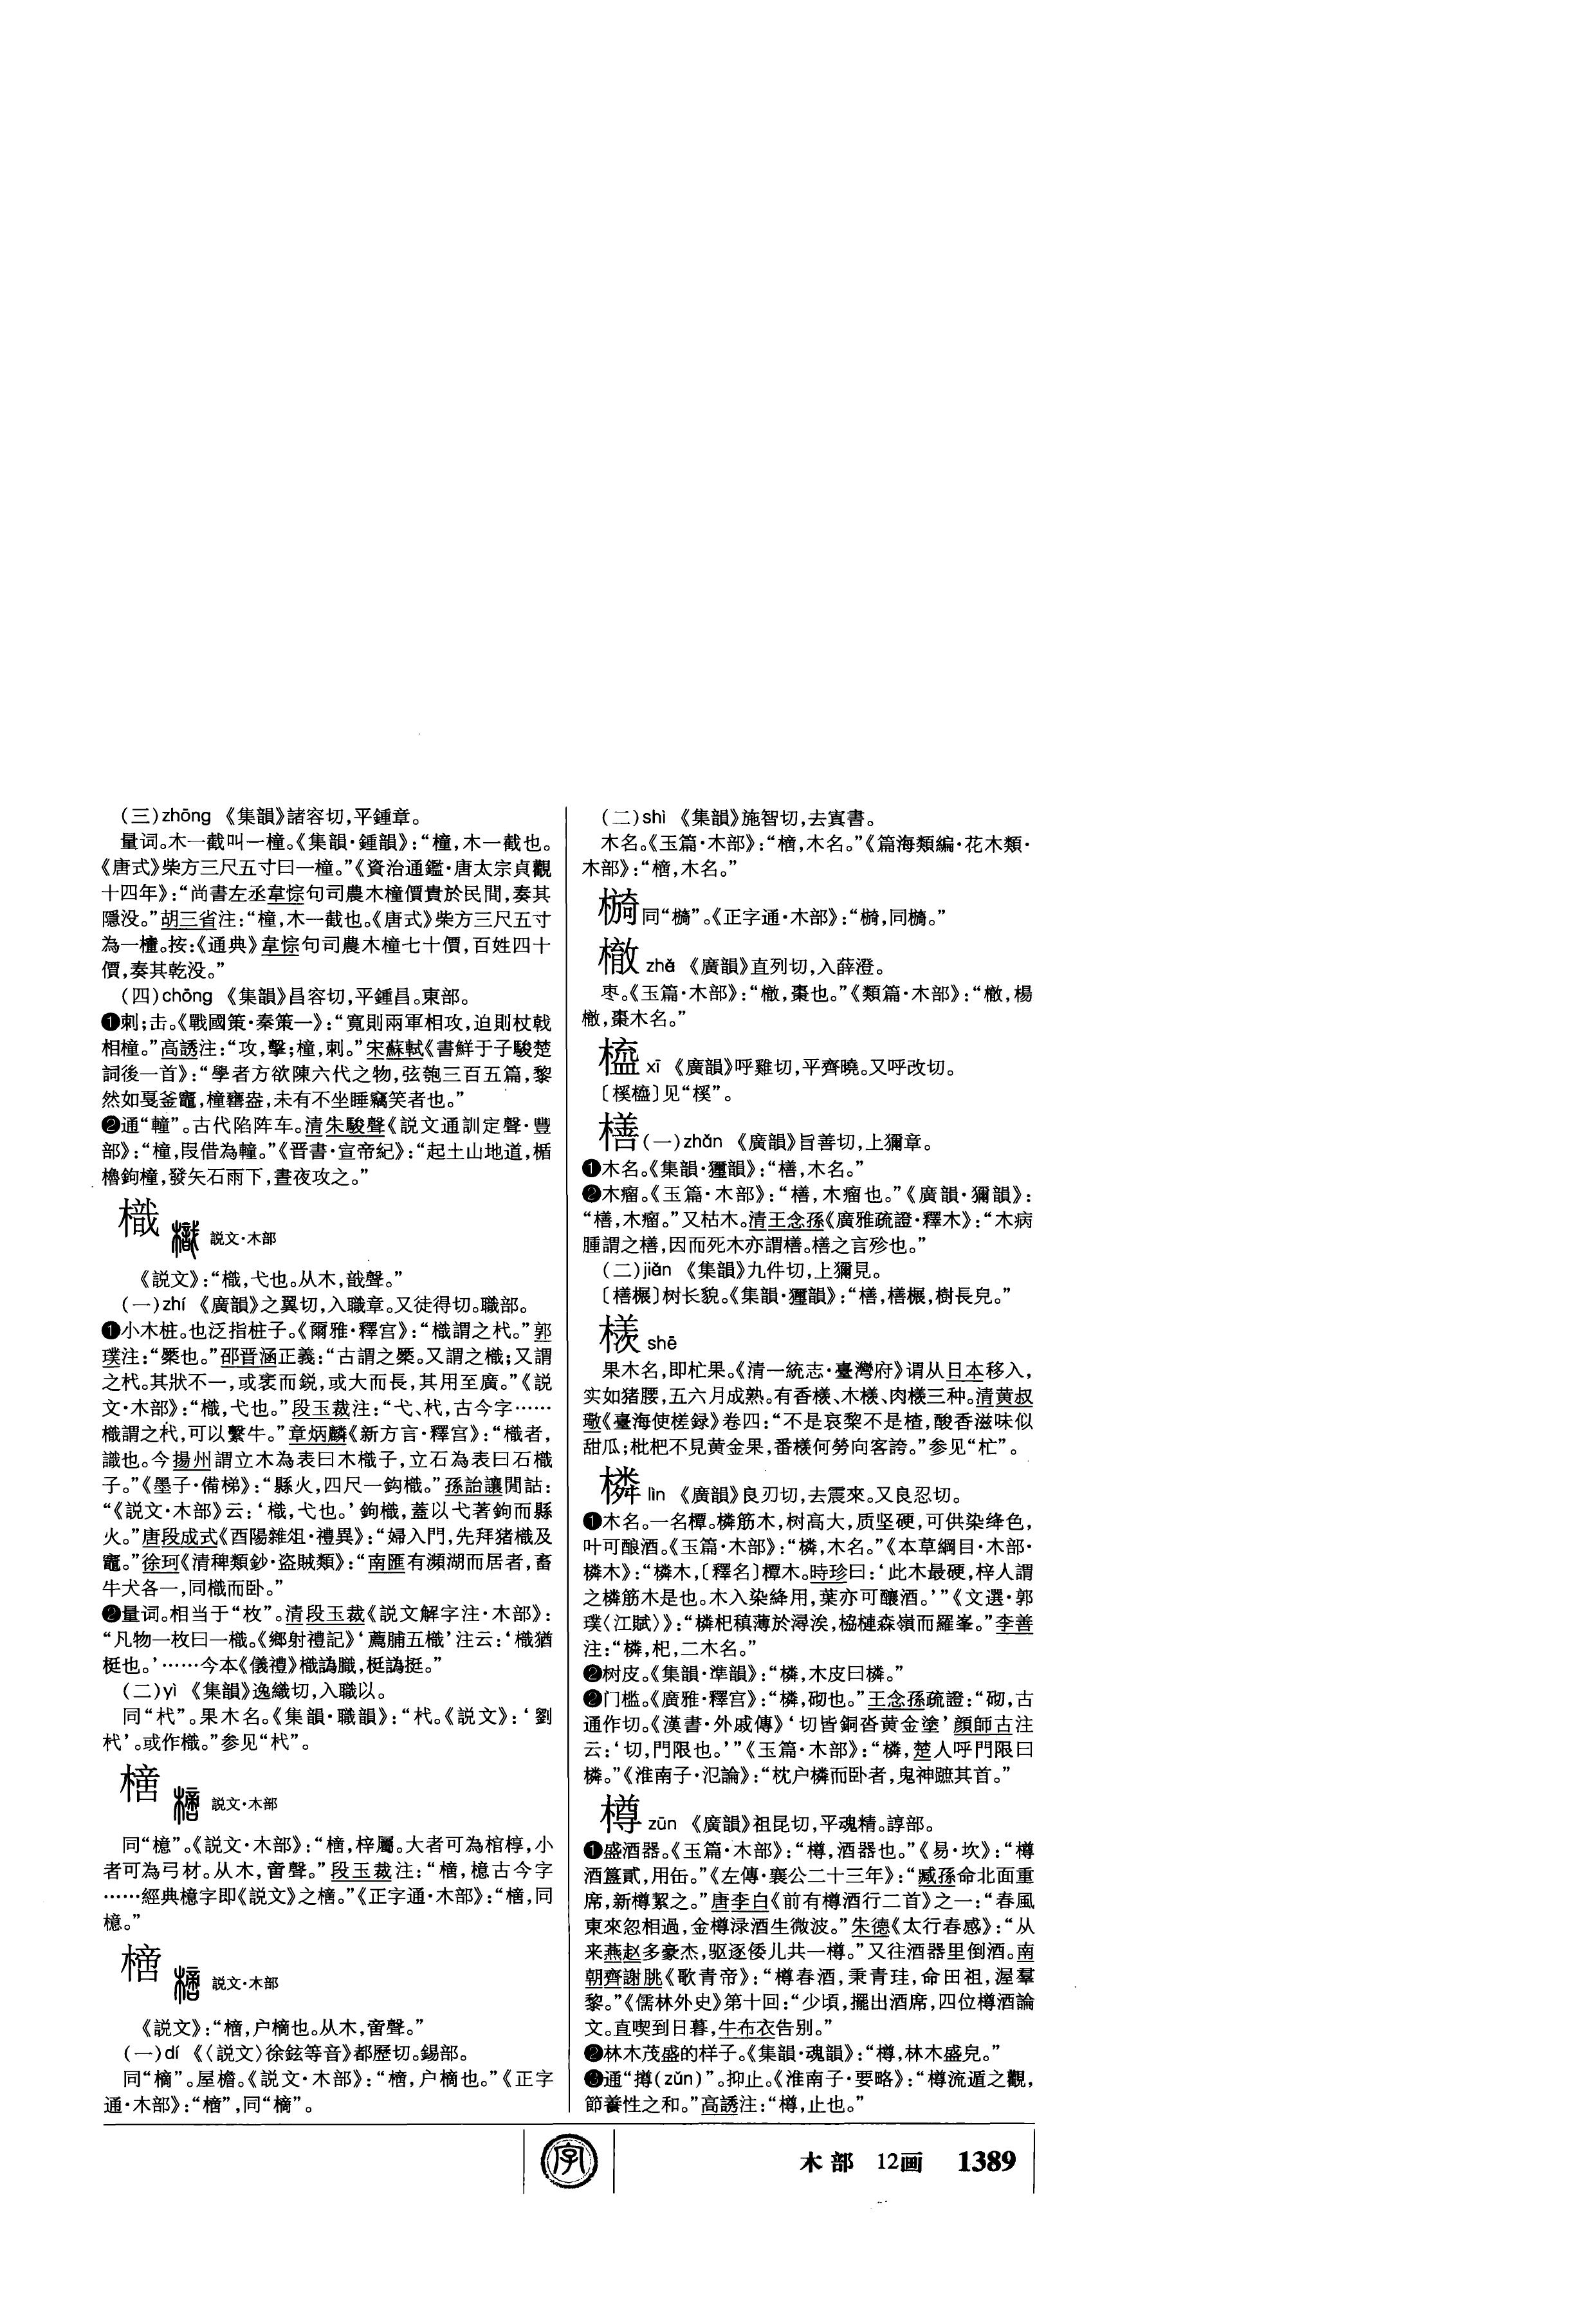 (三)zhōng 《集韻》諸容切,平鍾章。
量词。木一截叫一橦。《集韻·鍾韻》:“橦,木一截也。
《唐式》柴方三尺五寸曰一橦。”《資治通鑑·唐太宗貞觀
十四年》:“尚書左丞韋悰句司農木橦價貴於民間,奏其
隱没。”胡三省注:“橦,木一截也。《唐式》柴方三尺五寸
為一橦。按:《通典》韋悰句司農木橦七十價,百姓四十
價,奏其乾没。”
(四)chōng 《集韻》昌容切,平鍾昌。東部。
❶刺;击。《戰國策·秦策一》:“寬則兩軍相攻,迫則杖戟
相橦。”高誘注:“攻,擊;橦,刺。”宋蘇軾《書鮮于子駿楚
詞後一首》:“學者方欲陳六代之物,弦匏三百五篇,黎
然如戛釜竈,橦甕盎,未有不坐睡竊笑者也。”
❷通“䡴”。古代陷阵车。清朱駿聲《説文通訓定聲·豐
部》:“橦,叚借為䡴。”《晋書·宣帝紀》:“起土山地道,楯
櫓鉤橦,發矢石雨下,晝夜攻之。”
樴 説文·木部
《説文》:“樴,弋也。从木,戠聲。”
(一)zhí 《廣韻》之翼切,入職章。又徒得切。職部。
❶小木桩。也泛指桩子。《爾雅·釋宫》:“樴謂之杙。”郭
璞注:“橜也。”邵晋涵正義:“古謂之橜。又謂之樴;又謂
之杙。其狀不一,或衺而鋭,或大而長,其用至廣。”《説
文·木部》:“樴,弋也。”段玉裁注:“弋、杙,古今字……
樴謂之杙,可以繫牛。”章炳麟《新方言·釋宫》:“樴者,
識也。今揚州謂立木為表曰木樴子,立石為表曰石樴
子。”《墨子·備梯》:“縣火,四尺一鈎樴。”孫詒讓閒詁:
“《説文·木部》云:‘樴,弋也。’鉤樴,蓋以弋著鉤而縣
火。”唐段成式《酉陽雜俎·禮異》:“婦入門,先拜猪樴及
竈。”徐珂《清稗類鈔·盗賊類》:“南匯有瀕湖而居者,畜
牛犬各一,同樴而卧。”
❷量词。相当于“枚”。清段玉裁《説文解字注·木部》:
“凡物一枚曰一樴。《鄉射禮記》‘薦脯五樴’注云:‘樴猶
梃也。’……今本《儀禮》樴譌膱,梃譌挺。”
(二)yì 《集韻》逸織切,入職以。
同“杙”。果木名。《集韻·職韻》:“杙。《説文》:‘劉
杙’。或作樴。”参见“杙”。
説文·木部
同“檍”。《説文·木部》:“㯖,梓屬。大者可為棺椁,小
者可為弓材。从木,啻聲。”段玉裁注:“㯖,檍古今字
……經典檍字即《説文》之㯖。”《正字通·木部》:“㯖,同
檍。”
樀 説文·木部
《説文》:“樀,户樀也。从木,啻聲。”
(一)dí 《〈説文〉徐鉉等音》都歷切。錫部。
同“樀”。屋檐。《説文·木部》:“樀,户樀也。”《正字
通·木部》:“樀”,同“樀”。
(二)shì 《集韻》施智切,去寘書。
木名。《玉篇·木部》:“㯖,木名。”《篇海類編·花木類·
木部》:“㯖,木名。”
同“檹”。《正字通·木部》:
橵 zhǎ 《廣韻》直列切,入薛澄。
枣。《玉篇·木部》:“橵,棗也。”《類篇·木部》:“橵,楊
橵,棗木名。”
橀 xī 《廣韻》呼雞切,平齊曉。又呼改切。
〔榽橀〕见“榽”。
橏 (一)zhǎn 《廣韻》旨善切,上獮章。
❶木名。《集韻·獮韻》:“橏,木名。”
❷木瘤。《玉篇·木部》:“橏,木瘤也。”《廣韻·獮韻》:
“橏,木瘤。”又枯木。清王念孫《廣雅疏證·釋木》:“木病
腫謂之橏,因而死木亦謂橏。橏之言殄也。”
(二)jiǎn 《集韻》九件切,上獮見。
〔橏榐〕树长貌。《集韻·獮韻》:“橏,橏榐,樹長皃。”
檨 shē
果木名,即杧果。《清一統志·臺灣府》谓从日本移入,
实如猪腰,五六月成熟。有香檨、木檨、肉檨三种。清黄叔
璥《臺海使槎録》卷四:“不是哀棃不是楂,酸香滋味似
甜瓜;枇杷不見黄金果,番檨何勞向客誇。”参见“杧”。
橉 lìn 《廣韻》良刃切,去震來。又良忍切。
❶木名。一名橝。橉筋木,树高大,质坚硬,可供染绛色,
叶可酿酒。《玉篇·木部》:“橉,木名。”《本草綱目·木部·
橉木》:“橉木,〔釋名〕橝木。時珍曰:‘此木最硬,梓人謂
之橉筋木是也。木入染絳用,葉亦可釀酒。’”《文選·郭
璞〈江賦〉》:“橉杞稹薄於潯涘,栛槤森嶺而羅峯。”李善
注:“橉,杞,二木名。”
❷树皮。《集韻·準韻》:“橉,木皮曰橉。”
❷门槛。《廣雅·釋宫》:“橉,砌也。”王念孫疏證:“砌,古
通作切。《漢書·外戚傳》‘切皆銅沓黄金塗’顔師古注
云:‘切,門限也。’”《玉篇·木部》:“橉,楚人呼門限曰
橉。”《淮南子·氾論》:“枕户橉而卧者,鬼神蹠其首。”
樽 zūn 《廣韻》祖昆切,平魂精。諄部。
❶盛酒器。《玉篇·木部》:“樽,酒器也。”《易·坎》:“樽
酒簋貳,用缶。”《左傳·襄公二十三年》:“臧孫命北面重
席,新樽絜之。”唐李白《前有樽酒行二首》之一:“春風
東來忽相過,金樽渌酒生微波。”朱德《太行春感》:“从
来燕赵多豪杰,驱逐倭儿共一樽。”又往酒器里倒酒。南
朝齊謝朓《歌青帝》:“樽春酒,秉青珪,命田祖,渥羣
黎。”《儒林外史》第十回:“少頃,擺出酒席,四位樽酒論
文。直喫到日暮,牛布衣告别。”
❷林木茂盛的样子。《集韻·魂韻》:“樽,林木盛皃。”
❸通“撙(zǔn)”。抑止。《淮南子·要略》:“樽流遁之觀,
節養性之和。”高誘注:“樽,止也。”
字
木部 12画 1389